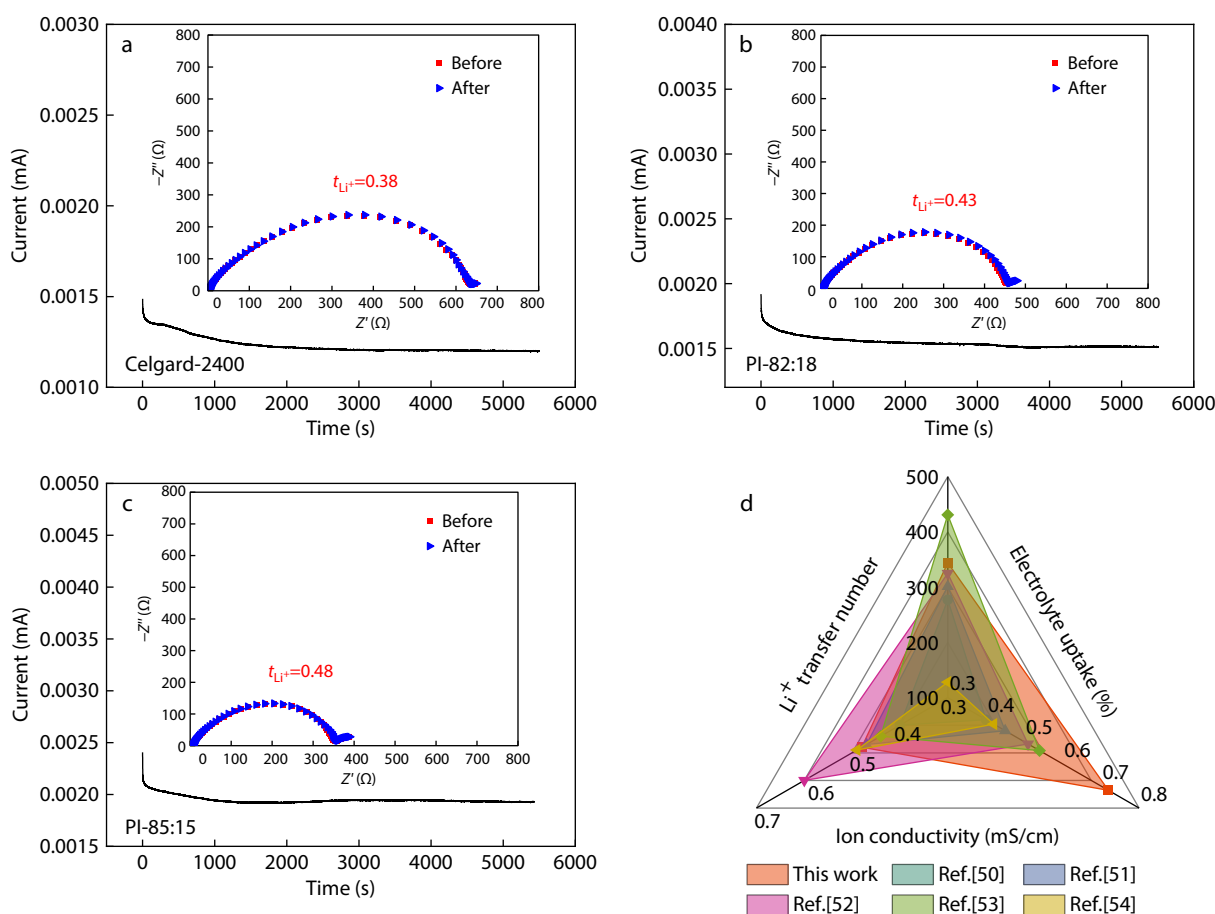 a
0.0030
0.0025
0.0020
0.0015
0.0010
Current (mA)
0
1000
2000
3000
4000
5000
6000
Time (s)
Celgard-2400
800
700
600
500
400
300
200
100
0
−Z″ (Ω)
100
200
300
400
500
600
700
800
Z′ (Ω)
Before
After
tLi⁺=0.38
b
0.0040
0.0035
0.0030
0.0025
0.0020
0.0015
Current (mA)
0
1000
2000
3000
4000
5000
6000
Time (s)
PI-82:18
800
700
600
500
400
300
200
100
0
−Z″ (Ω)
0
100
200
300
400
500
600
700
800
Z′ (Ω)
Before
After
tLi⁺=0.43
c
0.0050
0.0045
0.0040
0.0035
0.0030
0.0025
0.0020
0.0015
Current (mA)
0
1000
2000
3000
4000
5000
6000
Time (s)
PI-85:15
800
700
600
500
400
300
200
100
0
−Z″ (Ω)
100
200
300
400
500
600
700
800
Z′ (Ω)
Before
After
tLi⁺=0.48
d
500
400
300
200
100
0.3
0.3
0.4
0.5
0.6
0.7
0.8
0.4
0.5
0.6
0.7
Li⁺ transfer number
Electrolyte uptake (%)
Ion conductivity (mS/cm)
This work
Ref.[50]
Ref.[51]
Ref.[52]
Ref.[53]
Ref.[54]